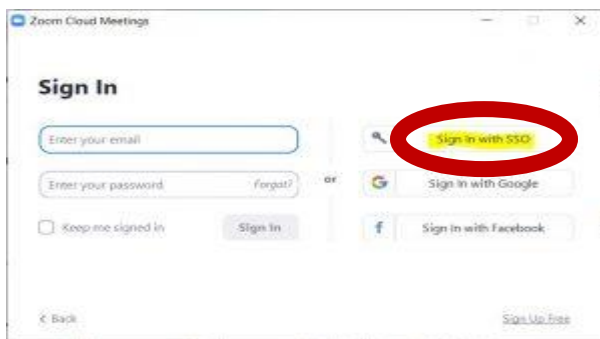 Zoom Cloud Meetings
Sign In
Enter your email
Enter your password
Forgot?
Keep me signed in
Sign In
or
Sign In with SSO
Sign In with Google
Sign In with Facebook
< Back
Sign Up Free